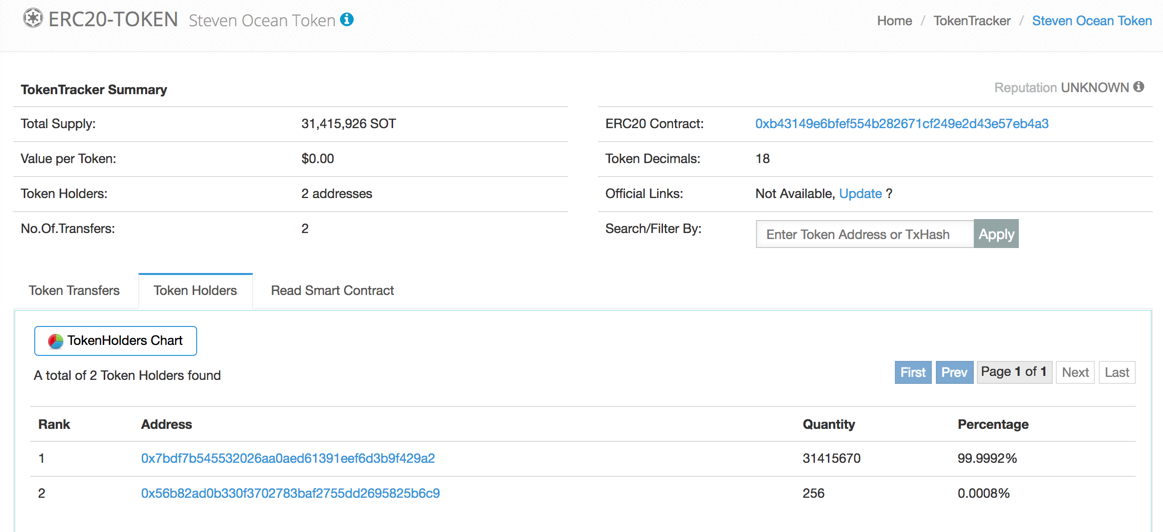 ERC20-TOKEN Steven Ocean Token
Home / TokenTracker / Steven Ocean Token
TokenTracker Summary
Reputation UNKNOWN
Total Supply: 31,415,926 SOT
ERC20 Contract: 0xb43149e6bfef554b282671cf249e2d43e57eb4a3
Value per Token: $0.00
Token Decimals: 18
Token Holders: 2 addresses
Official Links: Not Available, Update ?
No.Of.Transfers: 2
Search/Filter By: Enter Token Address or TxHash Apply
Token Transfers Token Holders Read Smart Contract
TokenHolders Chart
A total of 2 Token Holders found
First Prev Page 1 of 1 Next Last
Rank Address Quantity Percentage
1 0x7bdf7b545532026aa0aed61391eef6d3b9f429a2 31415670 99.9992%
2 0x56b82ad0b330f3702783baf2755dd2695825b6c9 256 0.0008%